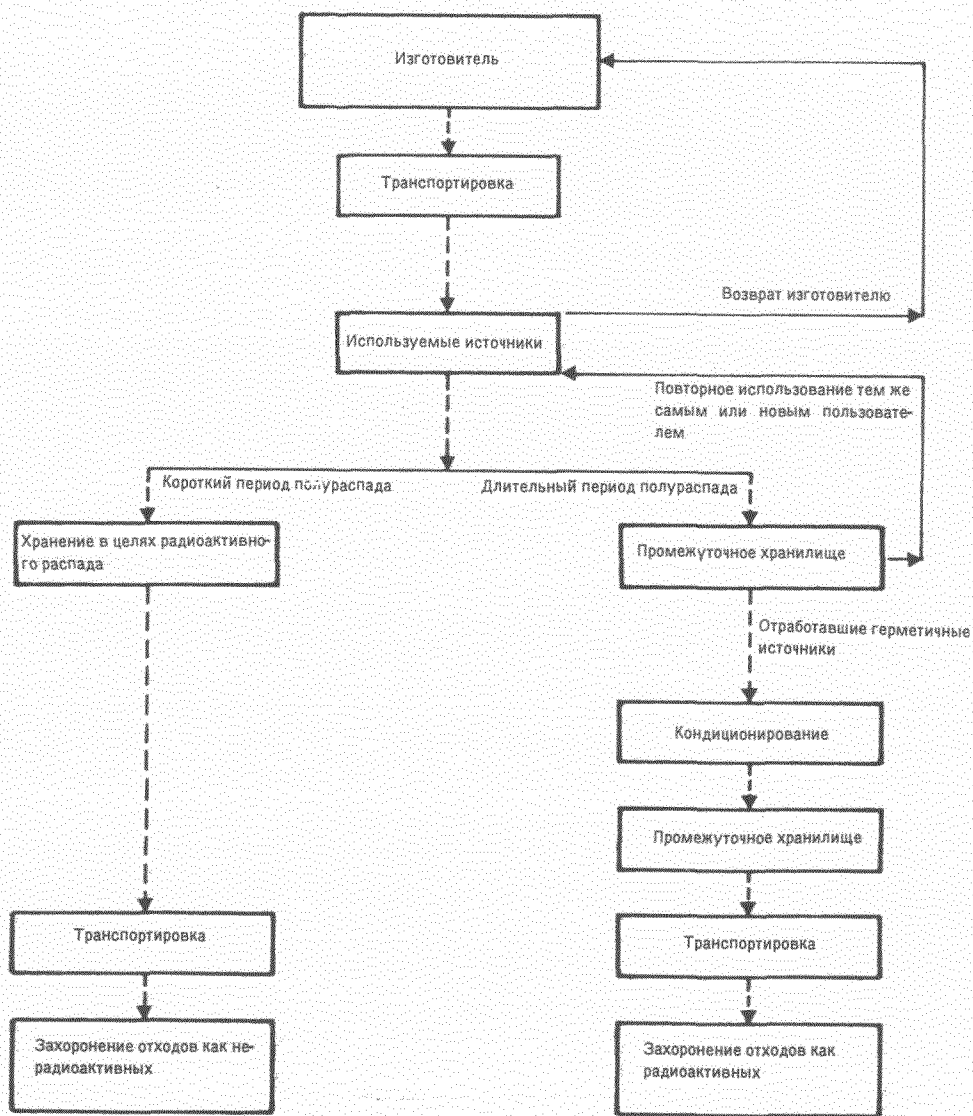 Изготовитель
Транспортировка
Возврат изготовителю
Используемые источники
Повторное использование тем же
самым или новым пользовате-
лем
Короткий период полураспада
Длительный период полураспада
Хранение в целях радиоактивно-
го распада
Промежуточное хранилище
Отработавшие герметичные
источники
Кондиционирование
Промежуточное хранилище
Транспортировка
Транспортировка
Захоронение отходов как не-
радиоактивных
Захоронение отходов как
радиоактивных